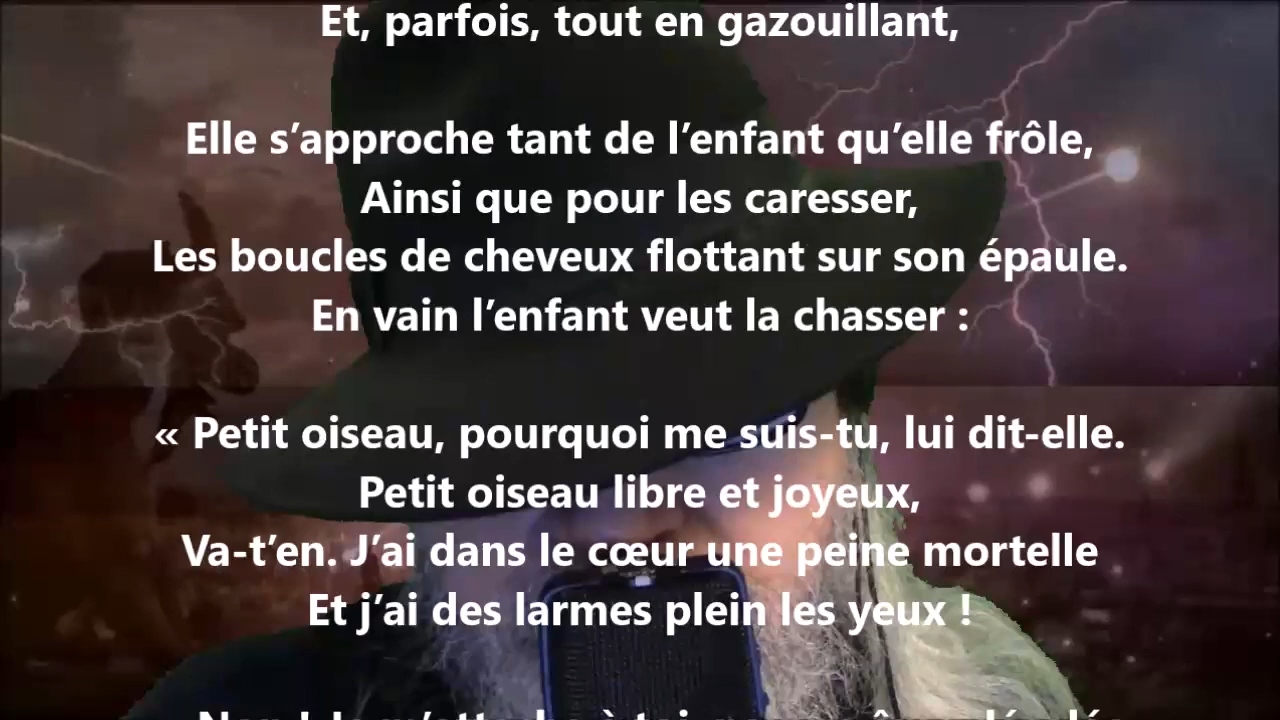 Et, parfois, tout en gazouillant,
Elle s’approche tant de l’enfant qu’elle frôle,
Ainsi que pour les caresser,
Les boucles de cheveux flottant sur son épaule.
En vain l’enfant veut la chasser :
« Petit oiseau, pourquoi me suis-tu, lui dit-elle.
Petit oiseau libre et joyeux,
Va-t’en. J’ai dans le cœur une peine mortelle
Et j’ai des larmes plein les yeux !